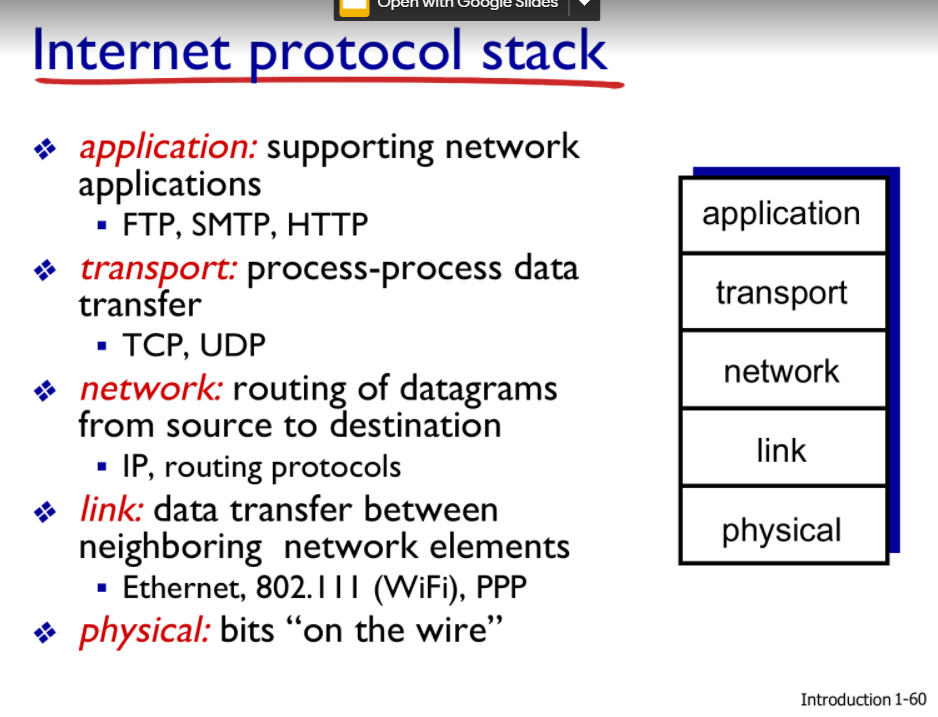 Open with Google Slides
Internet protocol stack
❖ application: supporting network
applications
▪ FTP, SMTP, HTTP
❖ transport: process-process data
transfer
▪ TCP, UDP
❖ network: routing of datagrams
from source to destination
▪ IP, routing protocols
❖ link: data transfer between
neighboring network elements
▪ Ethernet, 802.111 (WiFi), PPP
❖ physical: bits “on the wire”
application
transport
network
link
physical
Introduction 1-60